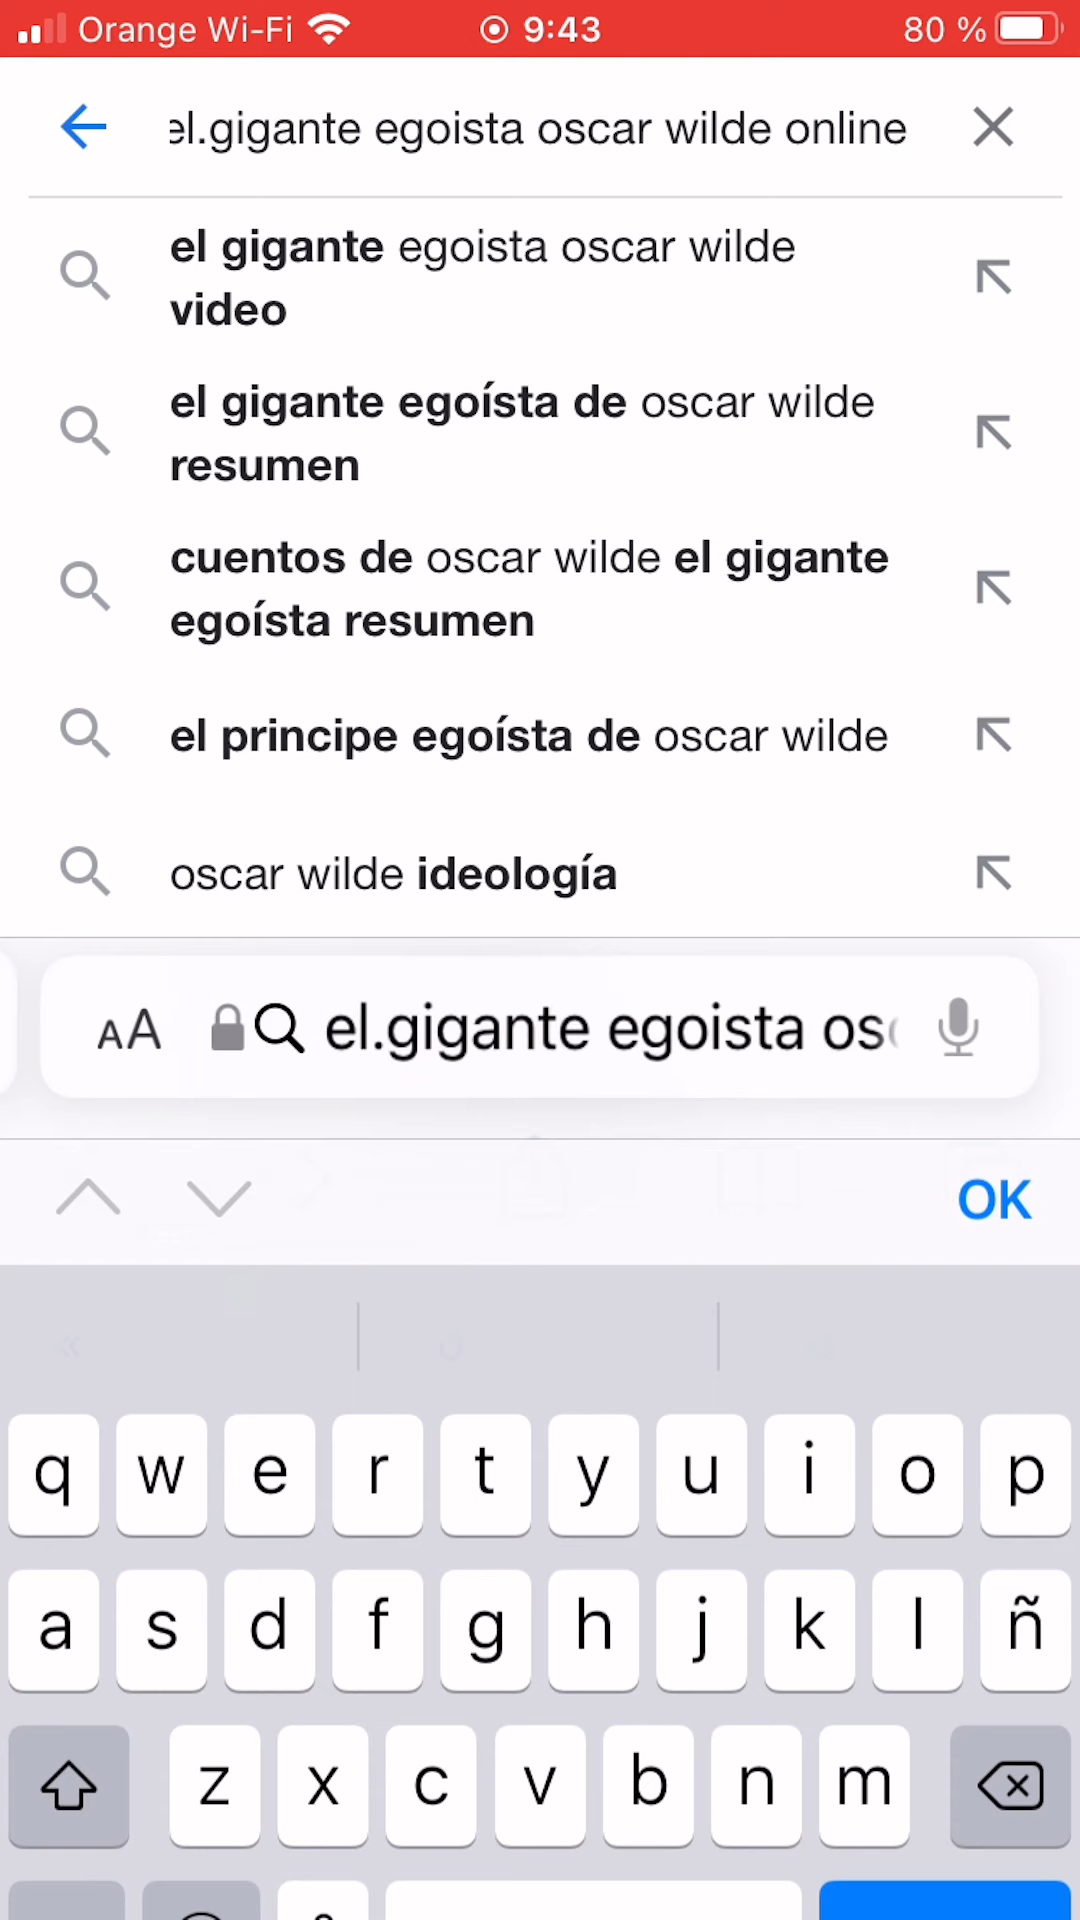 Orange Wi-Fi 9:43 80 %
el.gigante egoista oscar wilde online
el gigante egoista oscar wilde
video
el gigante egoísta de oscar wilde
resumen
cuentos de oscar wilde el gigante
egoísta resumen
el principe egoísta de oscar wilde
oscar wilde ideología
AA el.gigante egoista os
OK
q w e r t y u i o p
a s d f g h j k l ñ
z x c v b n m